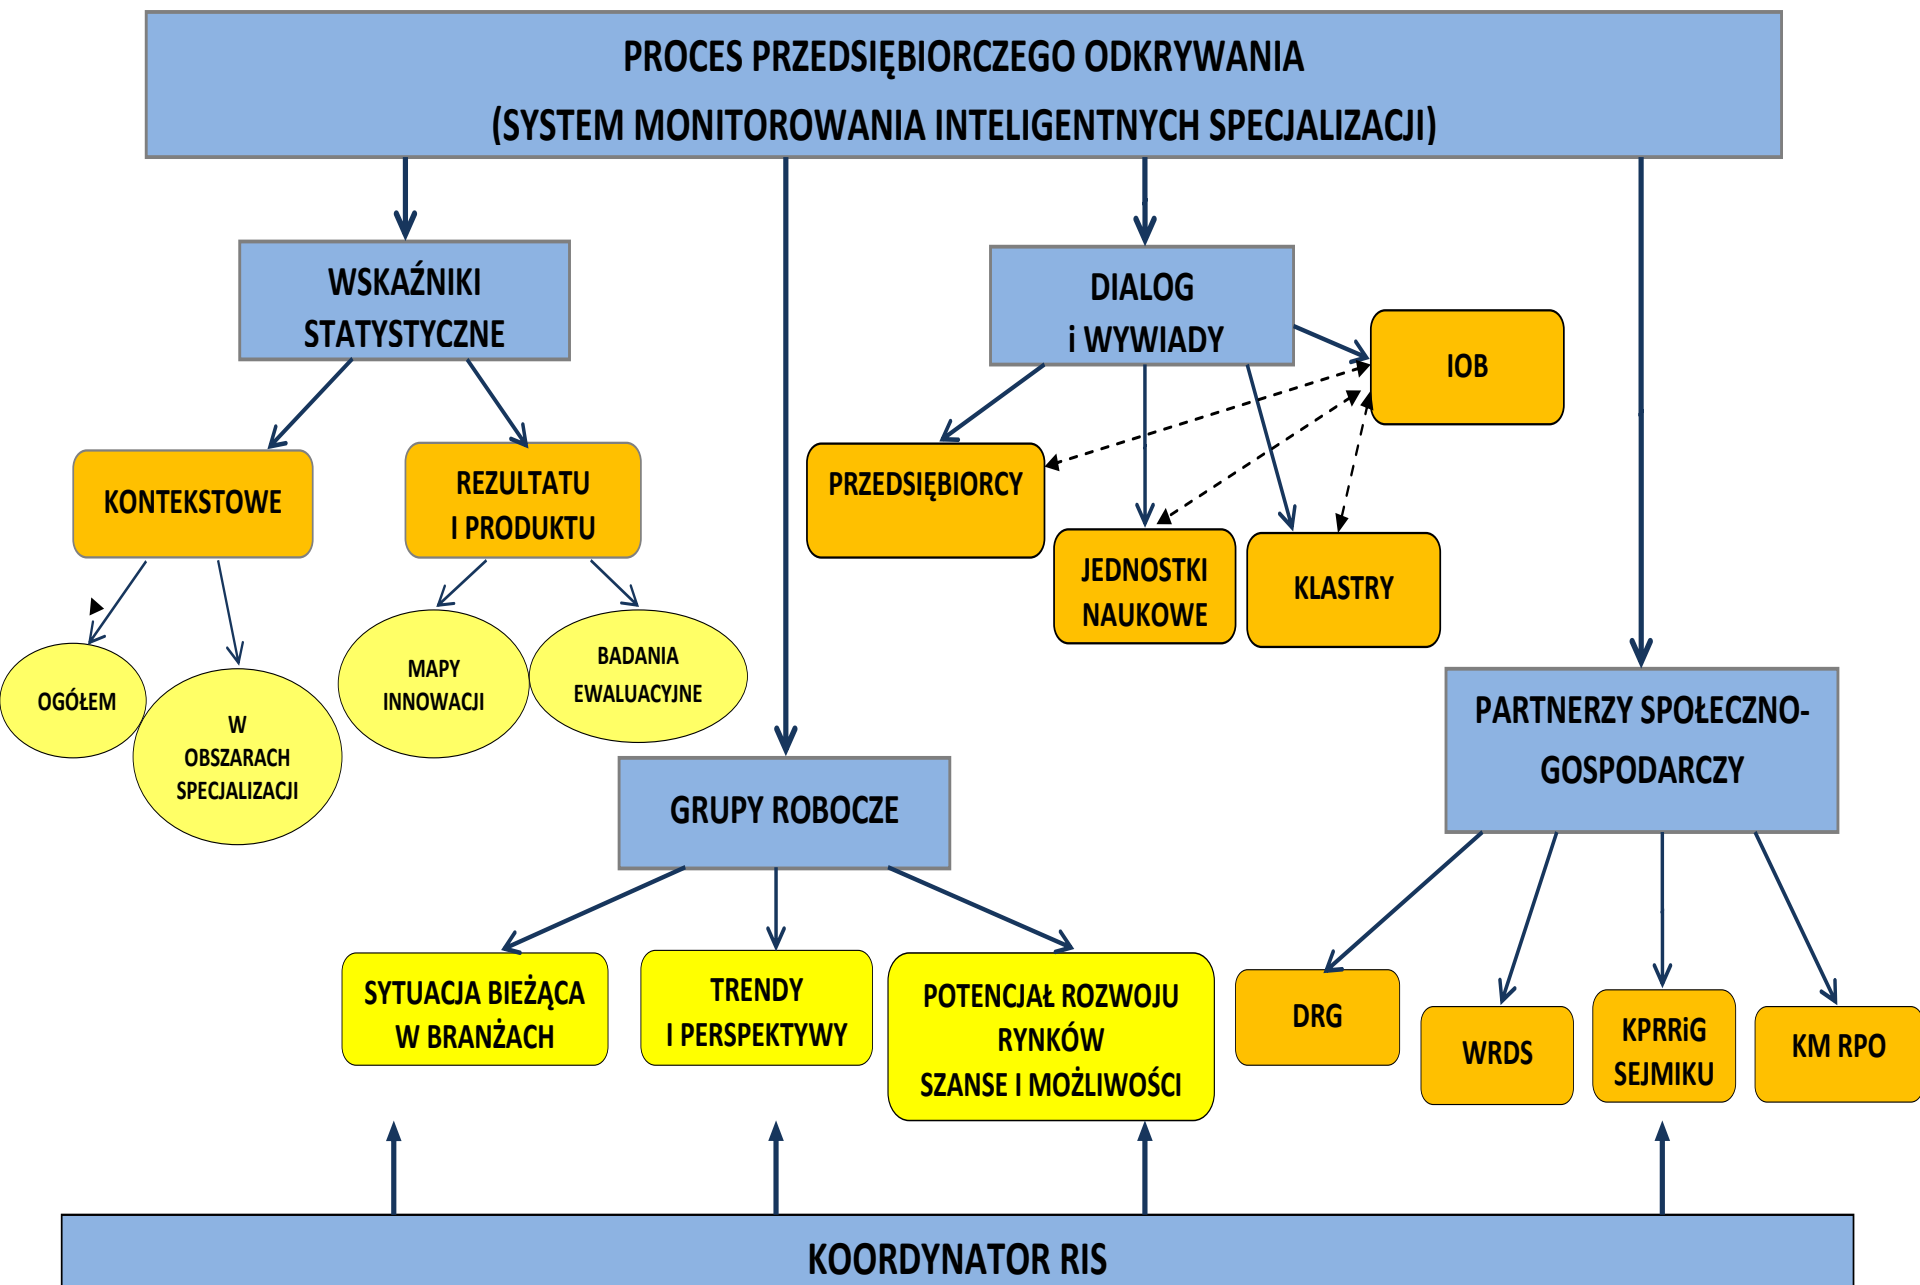 PROCES PRZEDSIĘBIORCZEGO ODKRYWANIA
(SYSTEM MONITOROWANIA INTELIGENTNYCH SPECJALIZACJI)
WSKAŹNIKI
STATYSTYCZNE
DIALOG
i WYWIADY
IOB
KONTEKSTOWE
REZULTATU
I PRODUKTU
PRZEDSIĘBIORCY
JEDNOSTKI
NAUKOWE
KLASTRY
OGÓŁEM
W
OBSZARACH
SPECJALIZACJI
MAPY
INNOWACJI
BADANIA
EWALUACYJNE
PARTNERZY SPOŁECZNO-
GOSPODARCZY
GRUPY ROBOCZE
SYTUACJA BIEŻĄCA
W BRANŻACH
TRENDY
I PERSPEKTYWY
POTENCJAŁ ROZWOJU
RYNKÓW
SZANSE I MOŻLIWOŚCI
DRG
WRDS
KPRRiG
SEJMIKU
KM RPO
KOORDYNATOR RIS